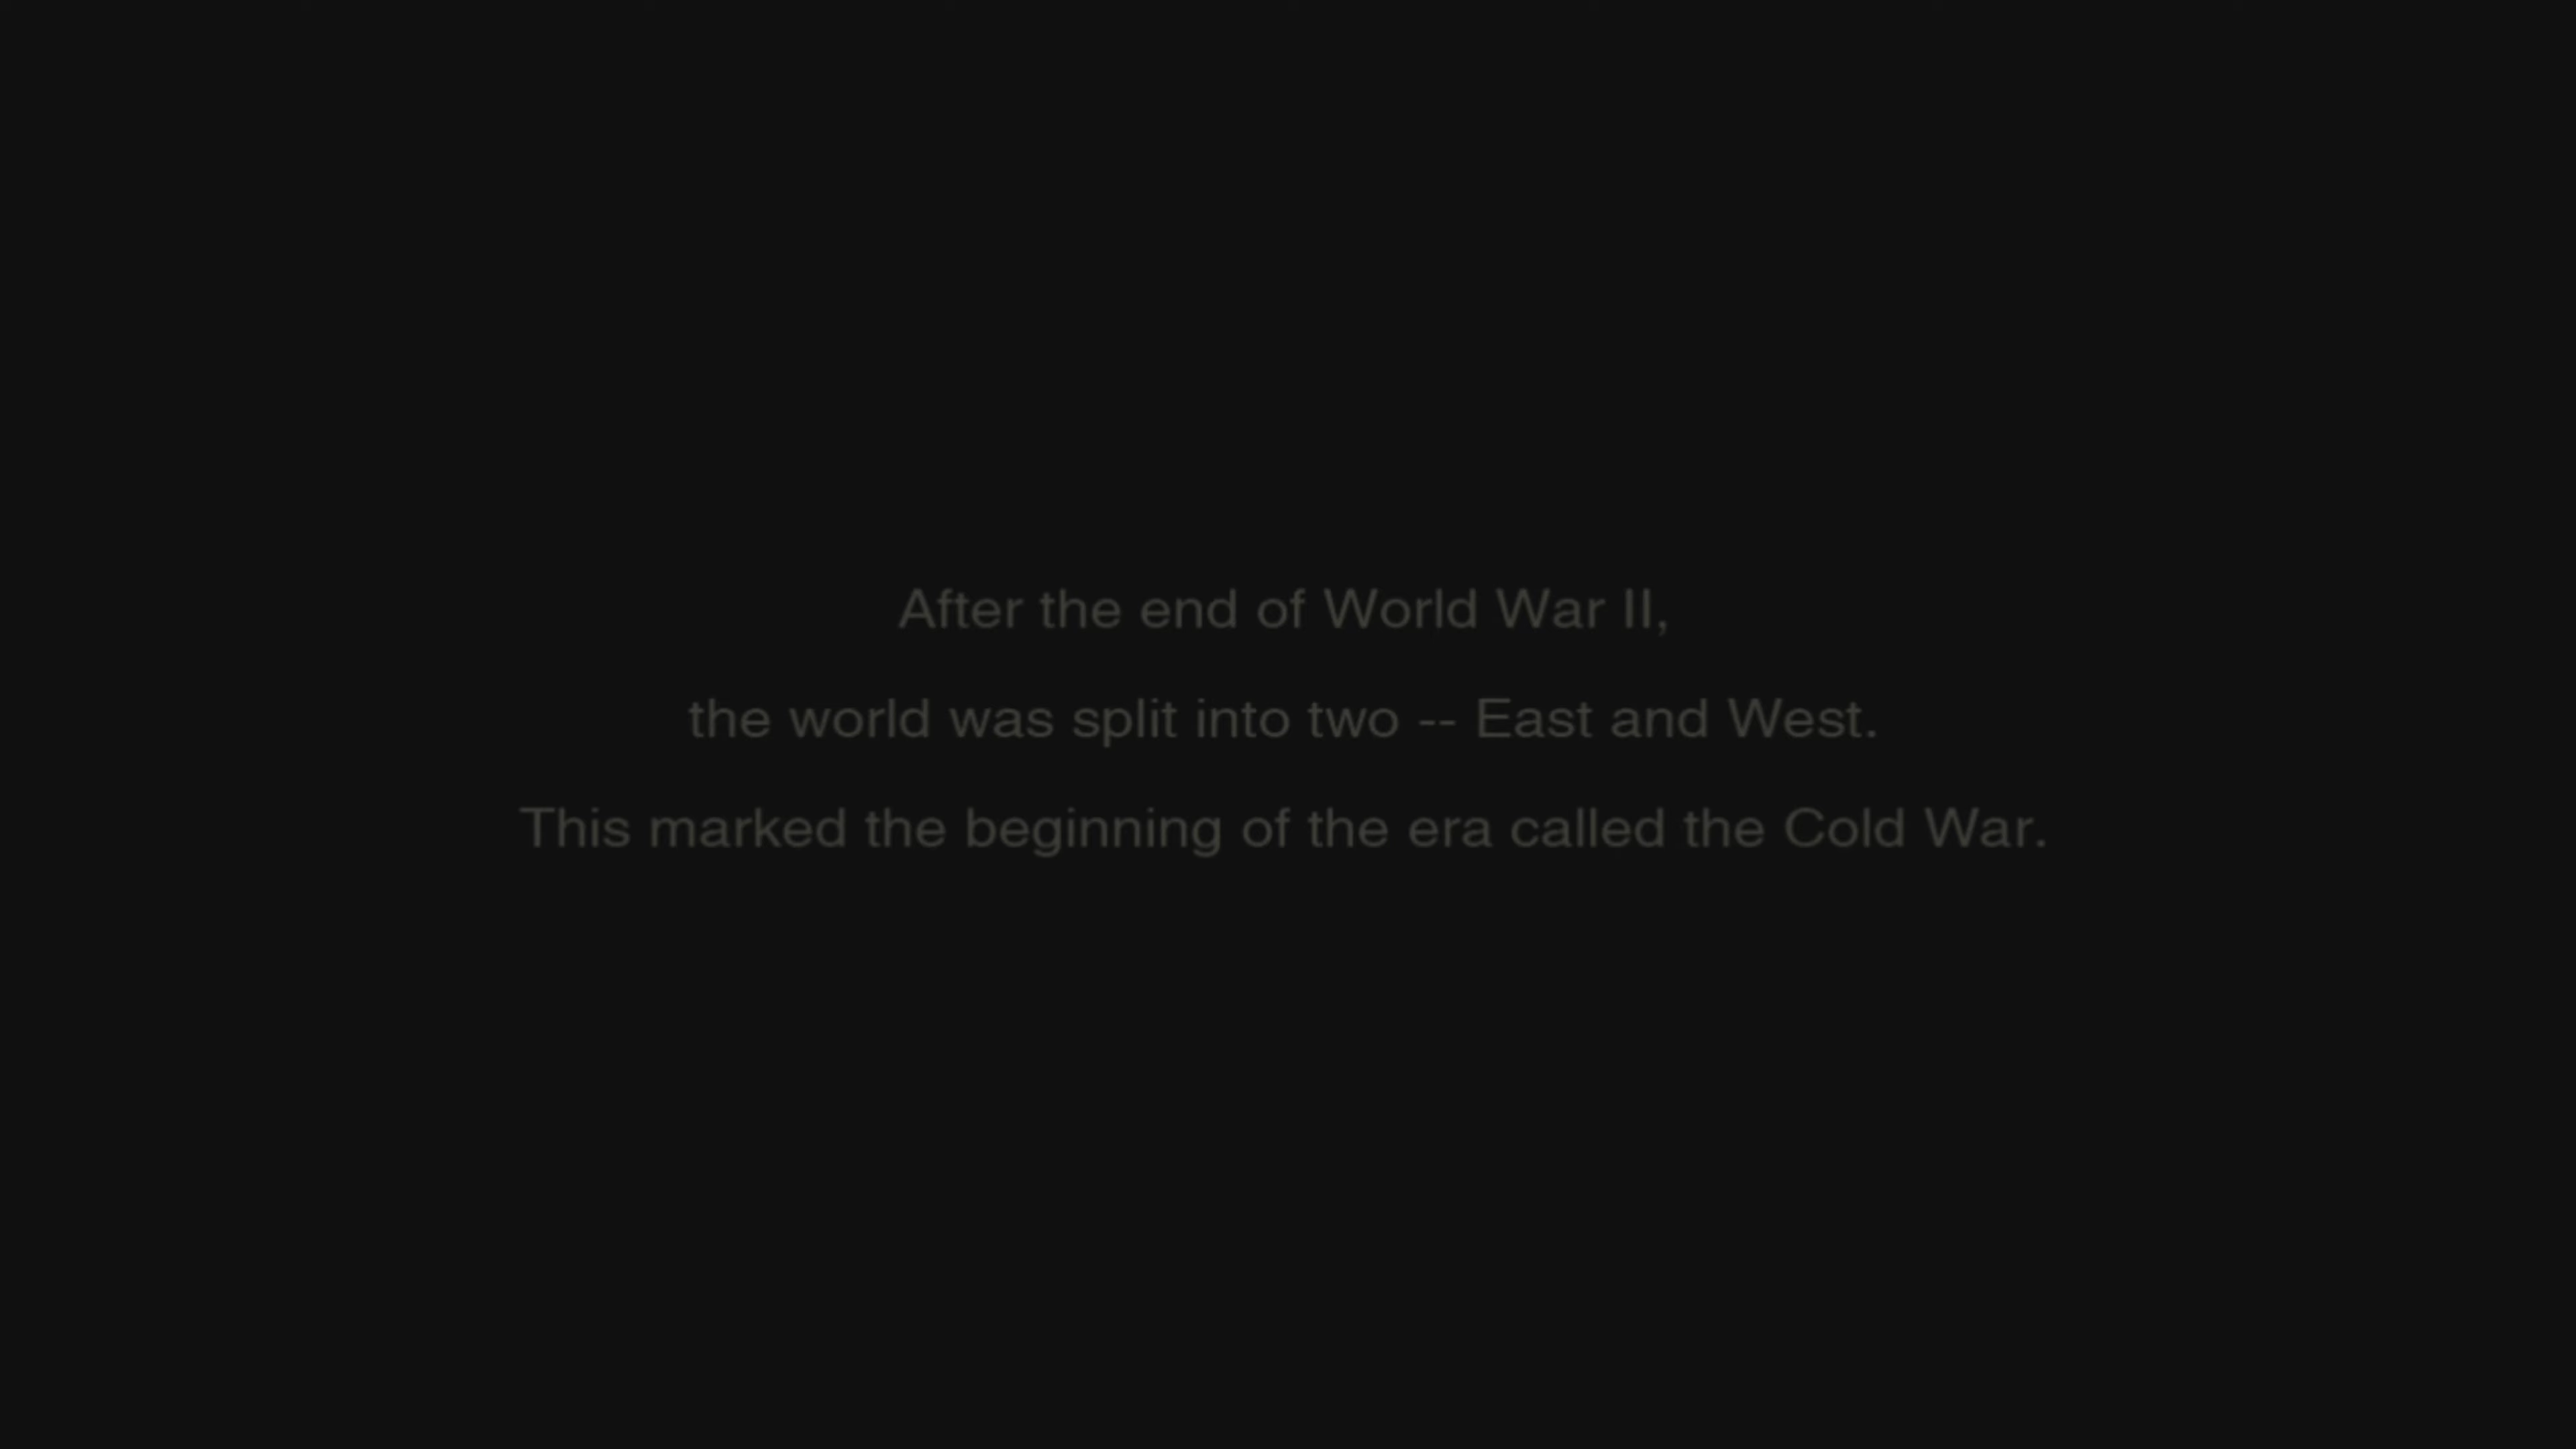 After the end of World War II,
the world was split into two -- East and West.
This marked the beginning of the era called the Cold War.